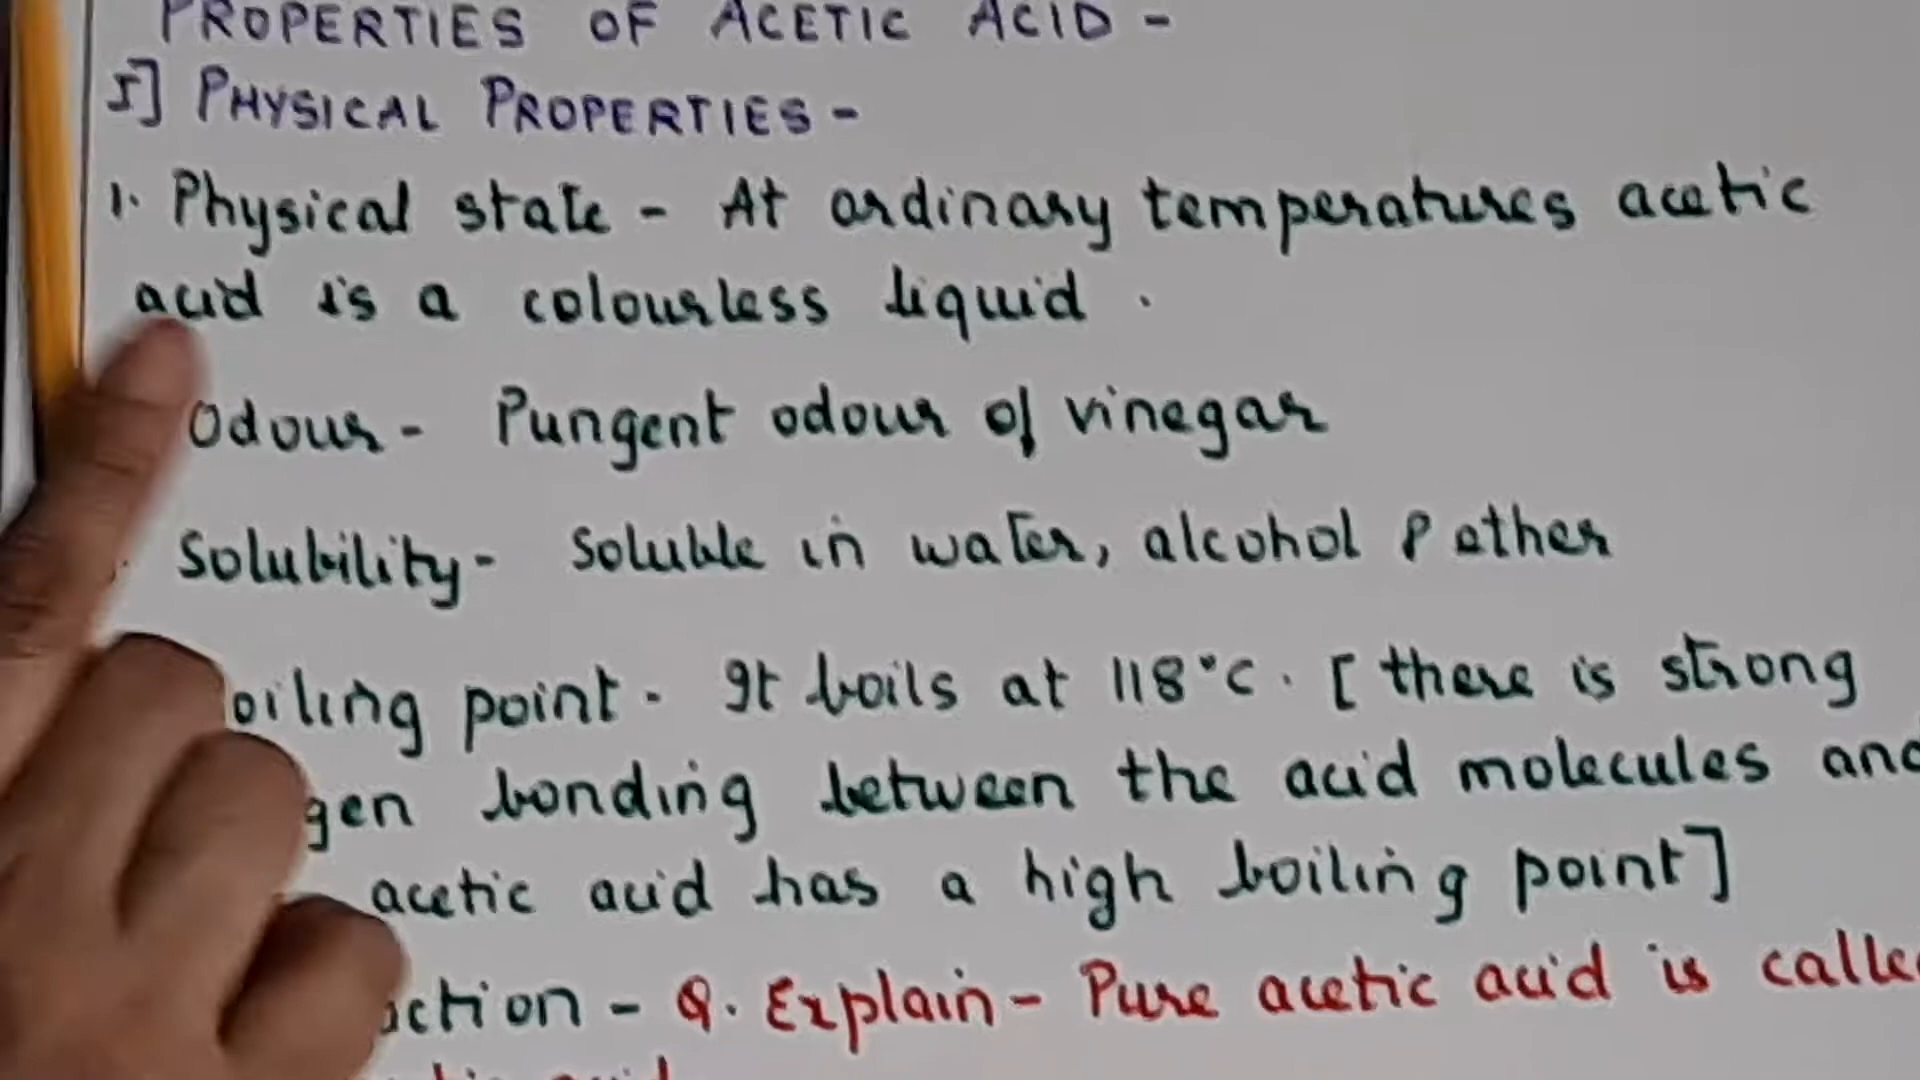 PROPERTIES OF ACETIC ACID -
I] PHYSICAL PROPERTIES -
1. Physical state - At ordinary temperatures acetic
acid is a colourless liquid .
Odour - Pungent odour of vinegar
Solubility - Soluble in water, alcohol & ether
oiling point - It boils at 118°C. [ there is strong
gen bonding between the acid molecules and
acetic acid has a high boiling point]
ction - Q. Explain - Pure acetic acid is calle
acid